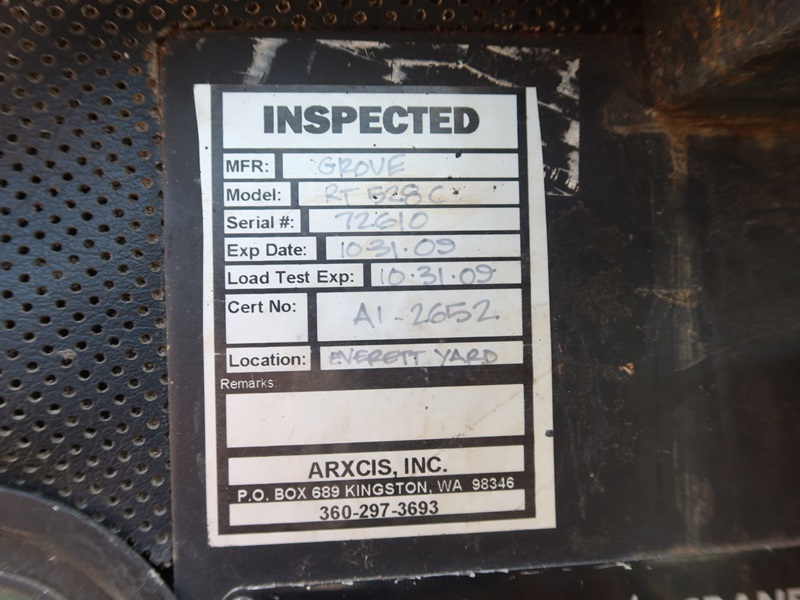 INSPECTED
MFR: GROVE
Model: RT 528C
Serial #: 72610
Exp Date: 10·31·09
Load Test Exp: 10·31·09
Cert No: A1-2652
Location: EVERETT YARD
Remarks:
ARXCIS, INC.
P.O. BOX 689 KINGSTON, WA 98346
360-297-3693